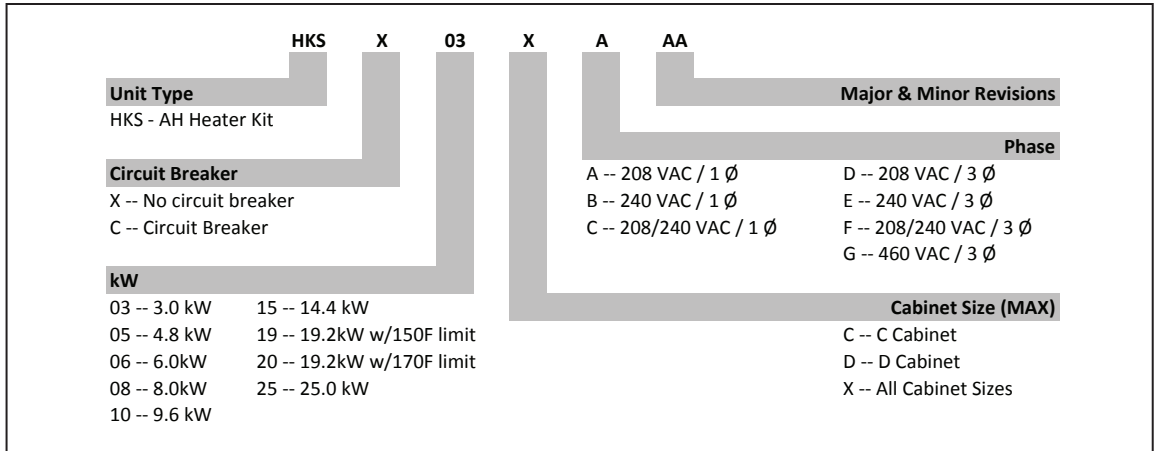 HKS X 03 X A AA
Unit Type
HKS - AH Heater Kit
Circuit Breaker
X -- No circuit breaker
C -- Circuit Breaker
kW
03 -- 3.0 kW 15 -- 14.4 kW
05 -- 4.8 kW 19 -- 19.2kW w/150F limit
06 -- 6.0kW 20 -- 19.2kW w/170F limit
08 -- 8.0kW 25 -- 25.0 kW
10 -- 9.6 kW
Major & Minor Revisions
Phase
A -- 208 VAC / 1 Ø D -- 208 VAC / 3 Ø
B -- 240 VAC / 1 Ø E -- 240 VAC / 3 Ø
C -- 208/240 VAC / 1 Ø F -- 208/240 VAC / 3 Ø
G -- 460 VAC / 3 Ø
Cabinet Size (MAX)
C -- C Cabinet
D -- D Cabinet
X -- All Cabinet Sizes